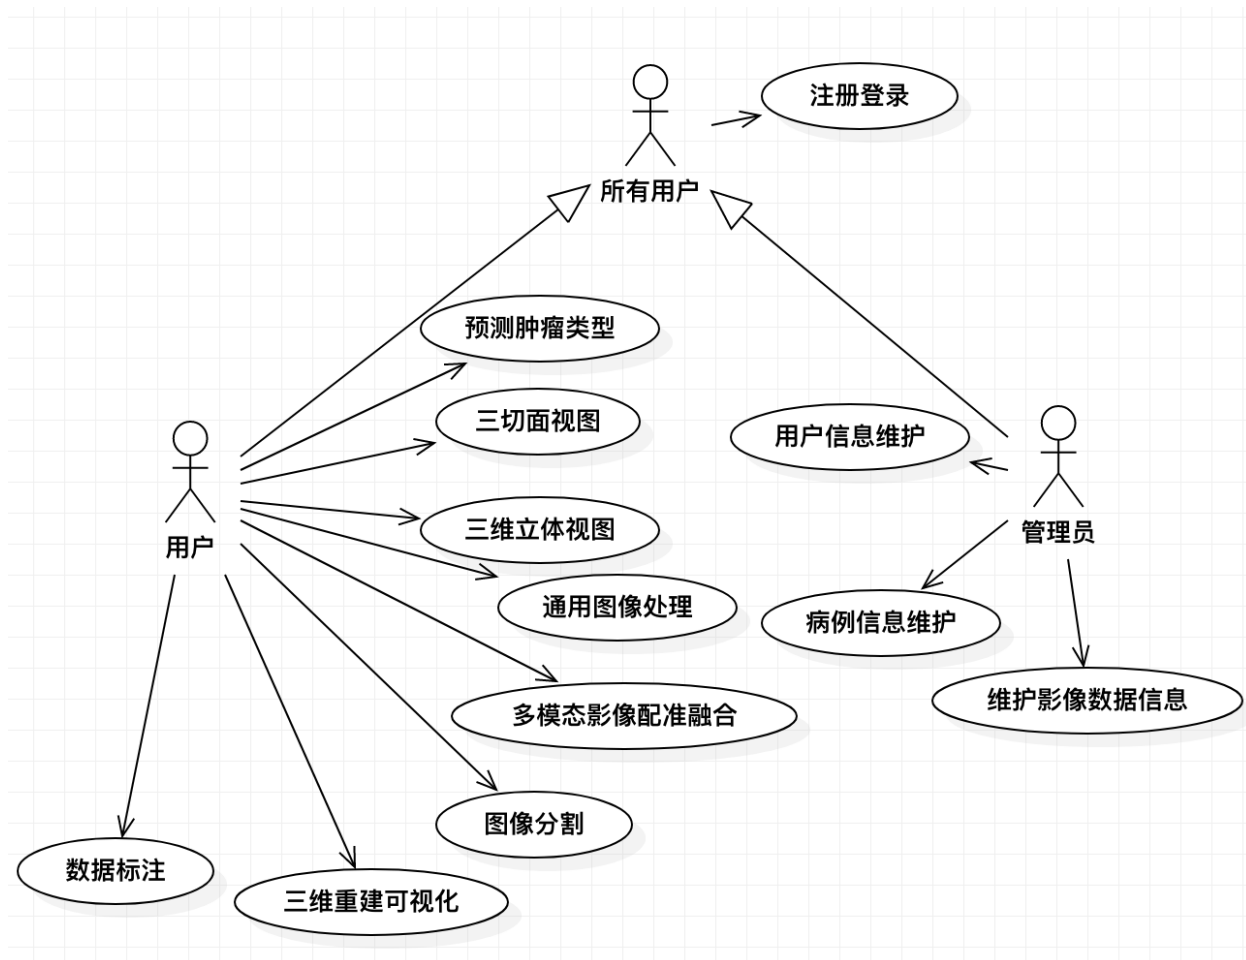 注册登录
所有用户
预测肿瘤类型
三切面视图
用户信息维护
三维立体视图
管理员
用户
通用图像处理
病例信息维护
维护影像数据信息
多模态影像配准融合
图像分割
数据标注
三维重建可视化